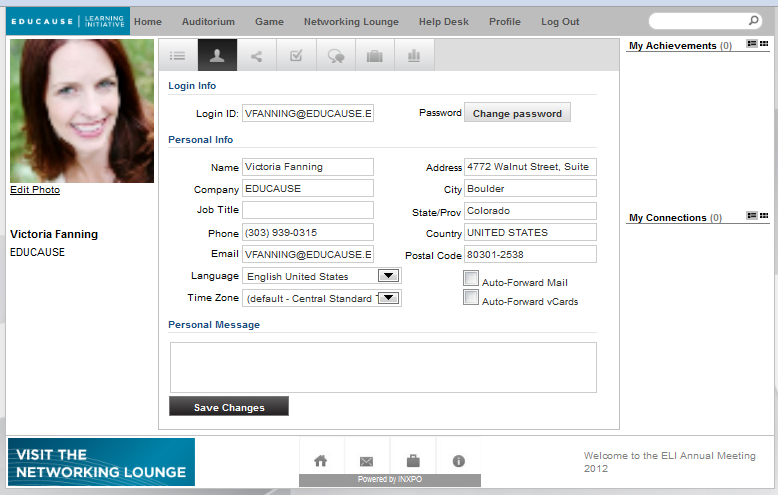 EDUCAUSE LEARNING INITIATIVE
Home Auditorium Game Networking Lounge Help Desk Profile Log Out
Edit Photo
Victoria Fanning
EDUCAUSE
Login Info
Login ID: VFANNING@EDUCAUSE.E Password Change password
Personal Info
Name Victoria Fanning Address 4772 Walnut Street, Suite
Company EDUCAUSE City Boulder
Job Title State/Prov Colorado
Phone (303) 939-0315 Country UNITED STATES
Email VFANNING@EDUCAUSE.E Postal Code 80301-2538
Language English United States Auto-Forward Mail
Time Zone (default - Central Standard Auto-Forward vCards
Personal Message
Save Changes
My Achievements (0)
My Connections (0)
VISIT THE
NETWORKING LOUNGE
Powered by INXPO
Welcome to the ELI Annual Meeting
2012